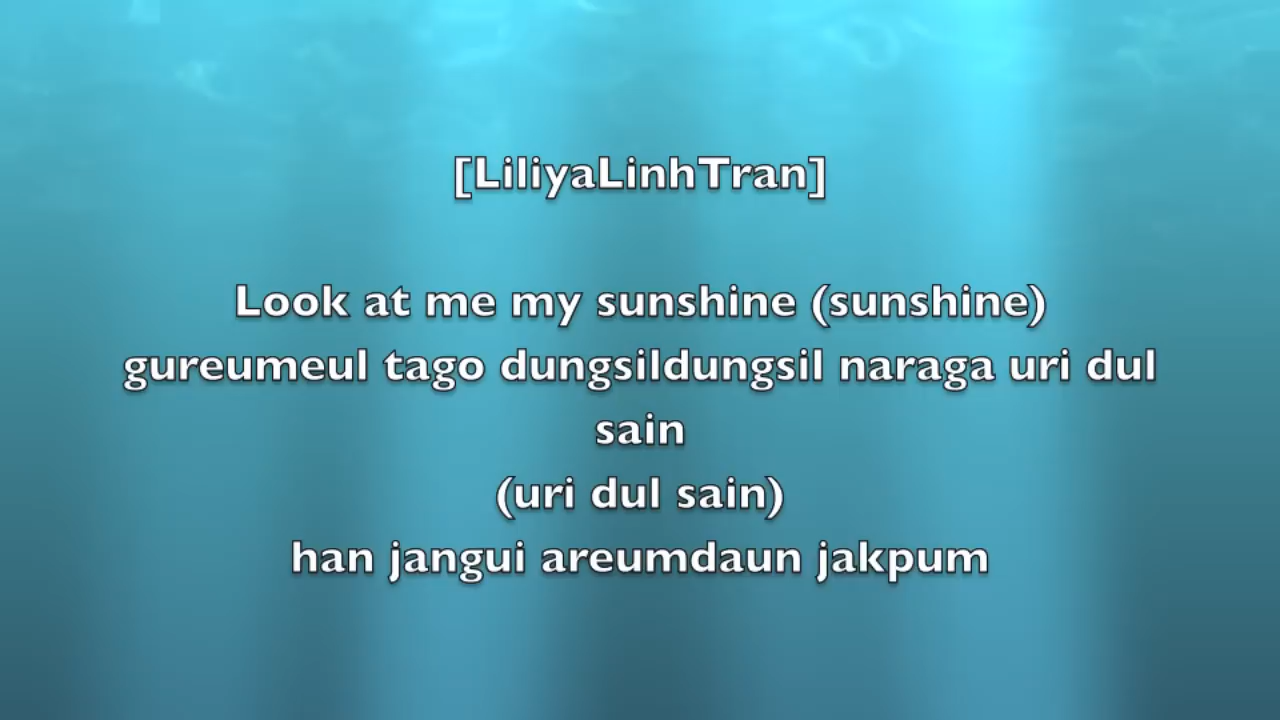 [LiliyaLinhTran]
Look at me my sunshine (sunshine)
gureumeul tago dungsildungsil naraga uri dul
sain
(uri dul sain)
han jangui areumdaun jakpum